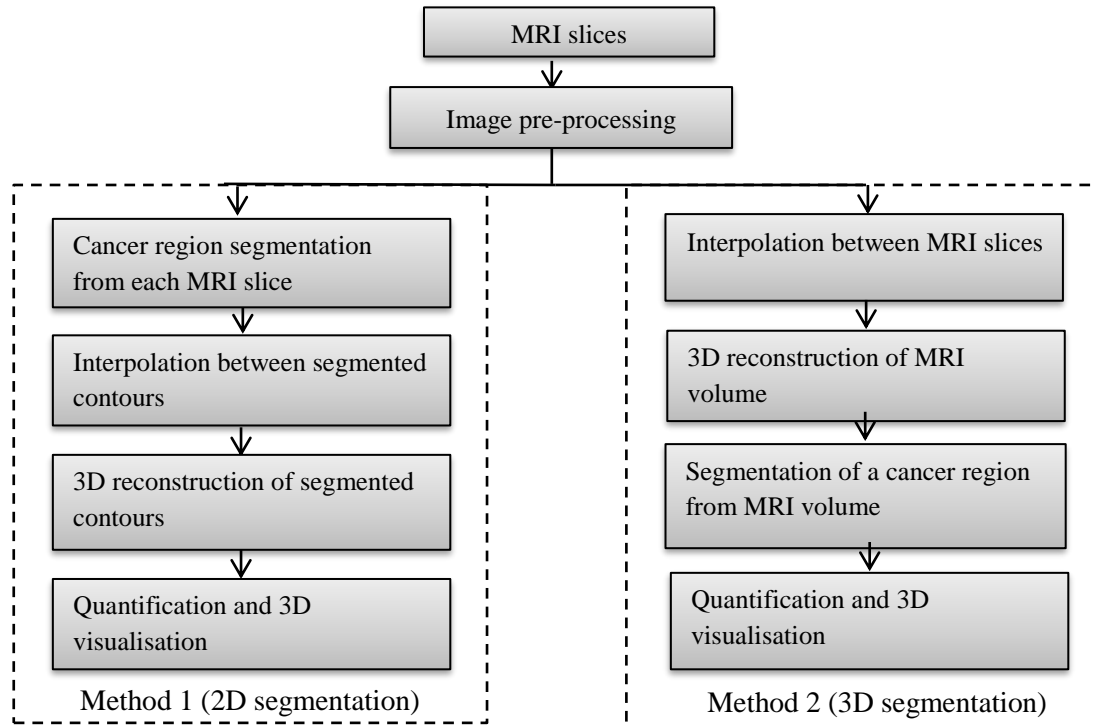 MRI slices
Image pre-processing
Cancer region segmentation
from each MRI slice
Interpolation between segmented
contours
3D reconstruction of segmented
contours
Quantification and 3D
visualisation
Method 1 (2D segmentation)
Interpolation between MRI slices
3D reconstruction of MRI
volume
Segmentation of a cancer region
from MRI volume
Quantification and 3D
visualisation
Method 2 (3D segmentation)